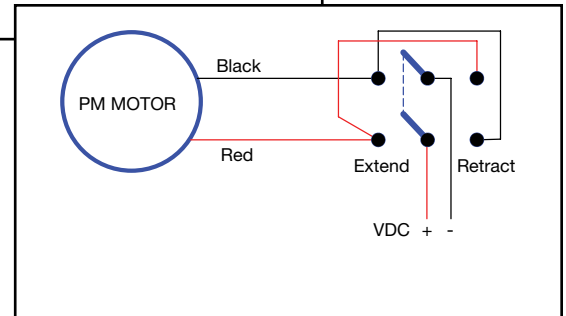 Black
PM MOTOR
Red
Extend Retract
VDC + -